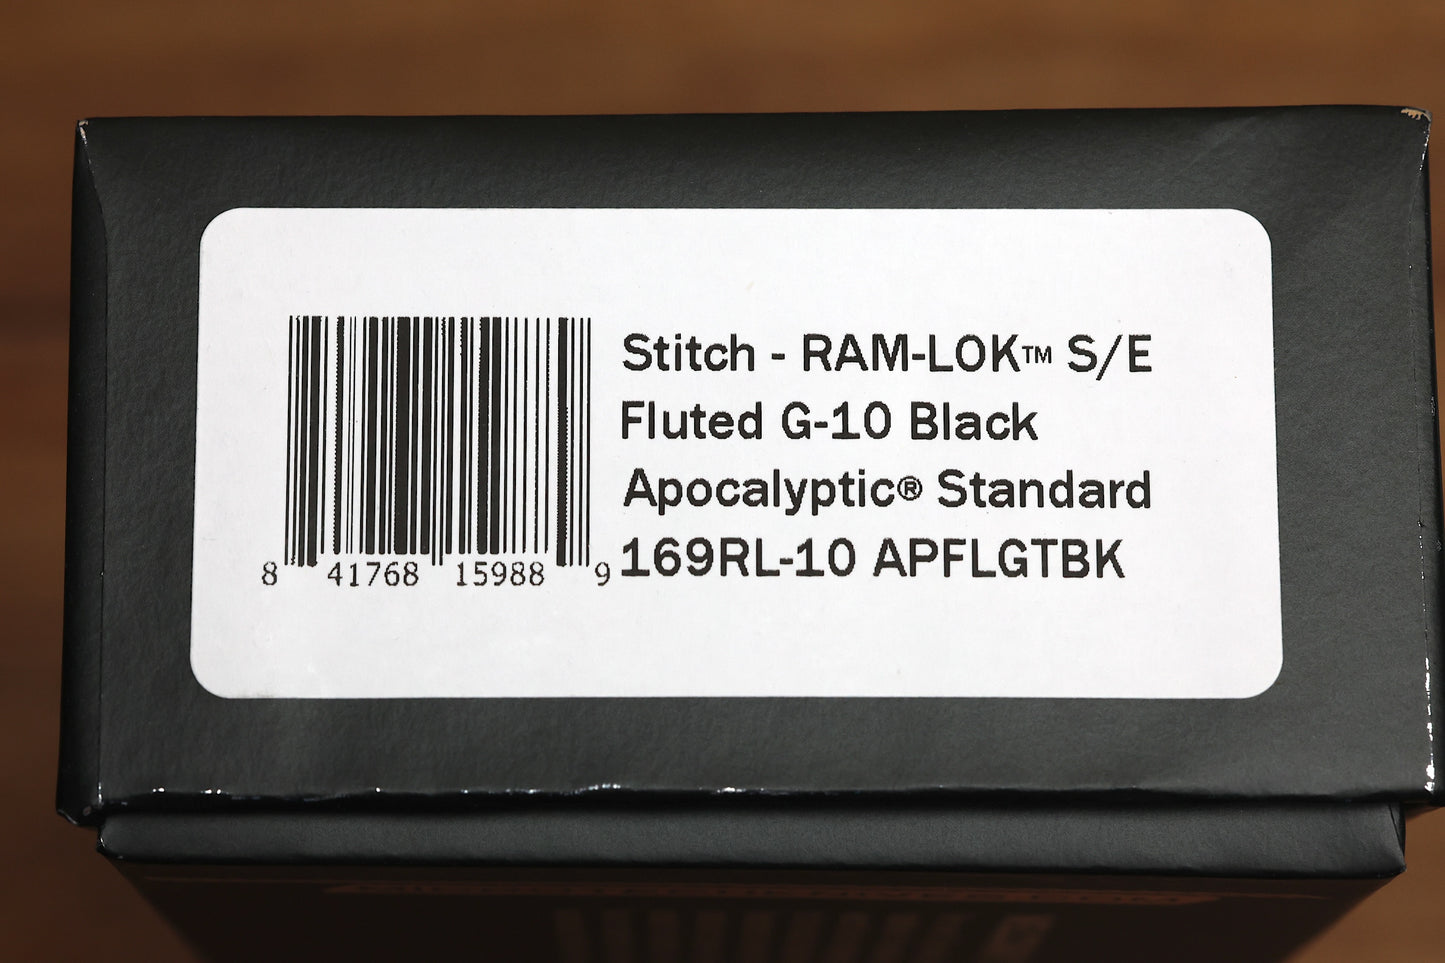 Stitch - RAM-LOK™ S/E
Fluted G-10 Black
Apocalyptic® Standard
169RL-10 APFLGTBK
8 41768 15988 9